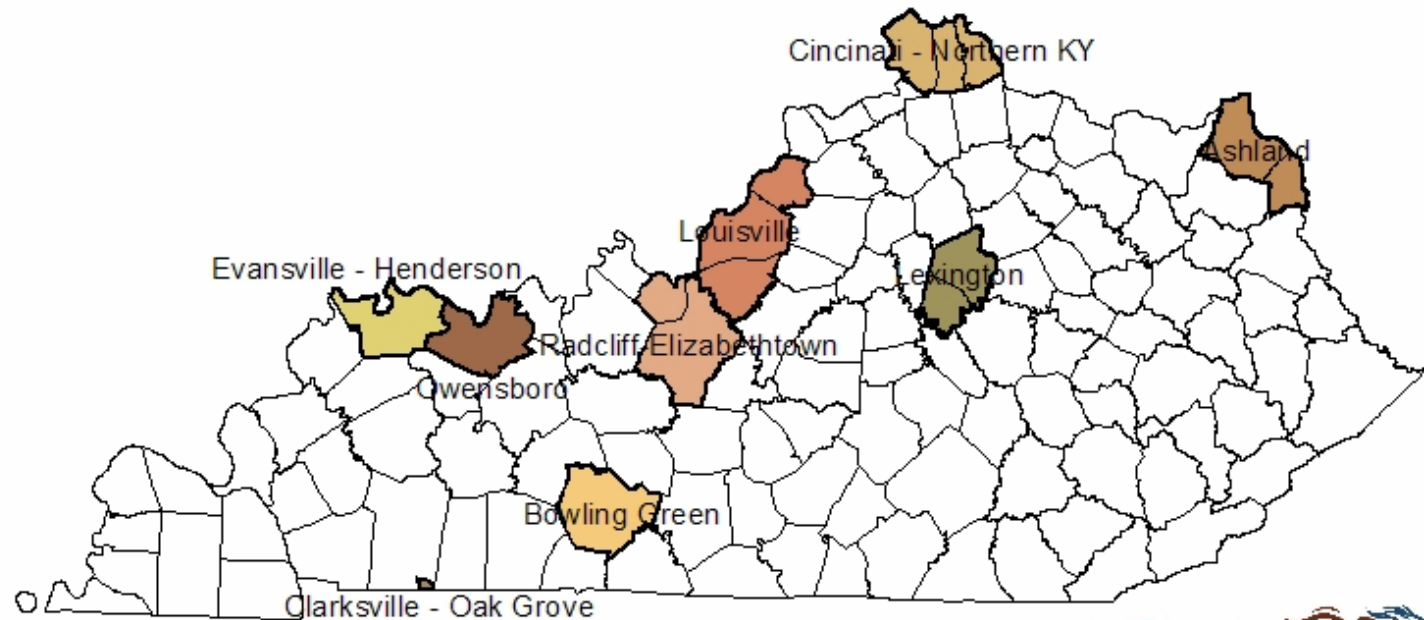 Cincinati - Northern KY
Ashland
Louisville
Evansville - Henderson
Lexington
Radcliff-Elizabethtown
Owensboro
Bowling Green
Clarksville - Oak Grove